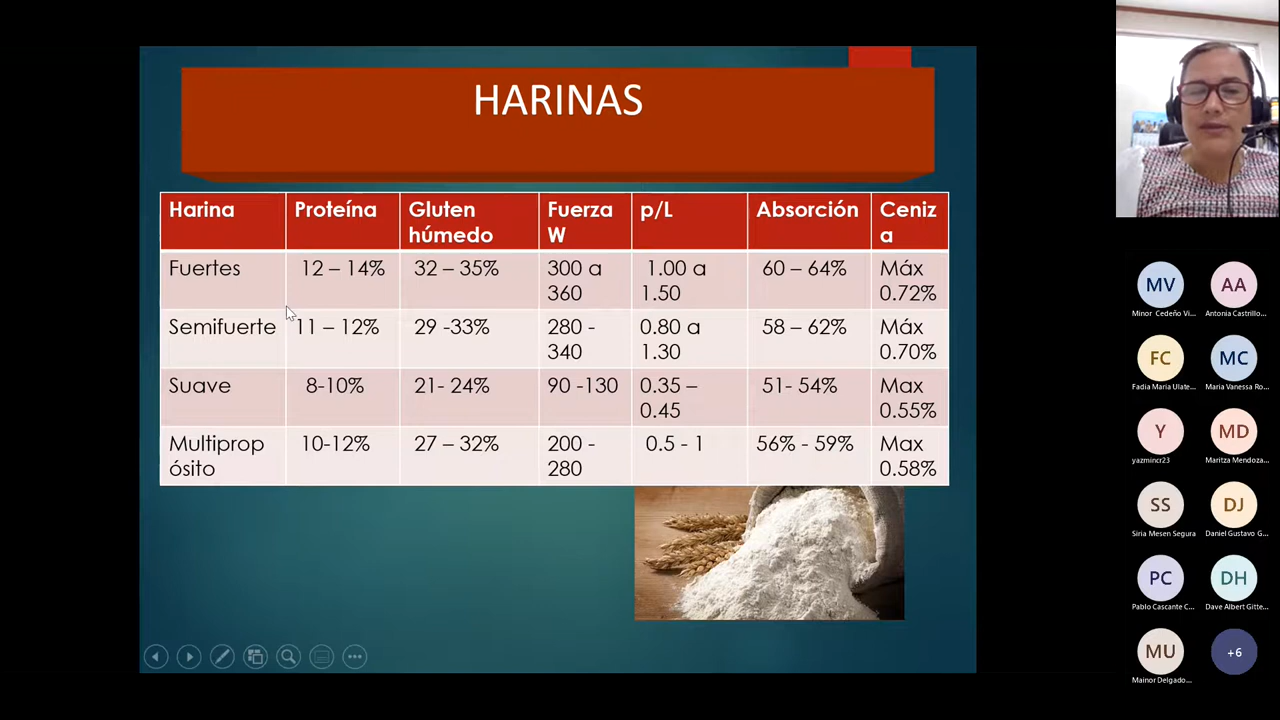 HARINAS
Harina Proteína Gluten húmedo Fuerza W p/L Absorción Ceniza
Fuertes 12 – 14% 32 – 35% 300 a 360 1.00 a 1.50 60 – 64% Máx 0.72%
Semifuerte 11 – 12% 29 -33% 280 - 340 0.80 a 1.30 58 – 62% Máx 0.70%
Suave 8-10% 21- 24% 90 -130 0.35 – 0.45 51- 54% Max 0.55%
Multipropósito 10-12% 27 – 32% 200 - 280 0.5 - 1 56% - 59% Max 0.58%
MV AA
Minor Cedeño Vi... Antonia Castrillo...
FC MC
Fadia Maria Ulate... Maria Vanessa Ro...
Y MD
yazmincr23 Maritza Mendoza...
SS DJ
Siria Mesen Segura Daniel Gustavo G...
PC DH
Pablo Cascante C... Dave Albert Gitte...
MU +6
Mainor Delgado...